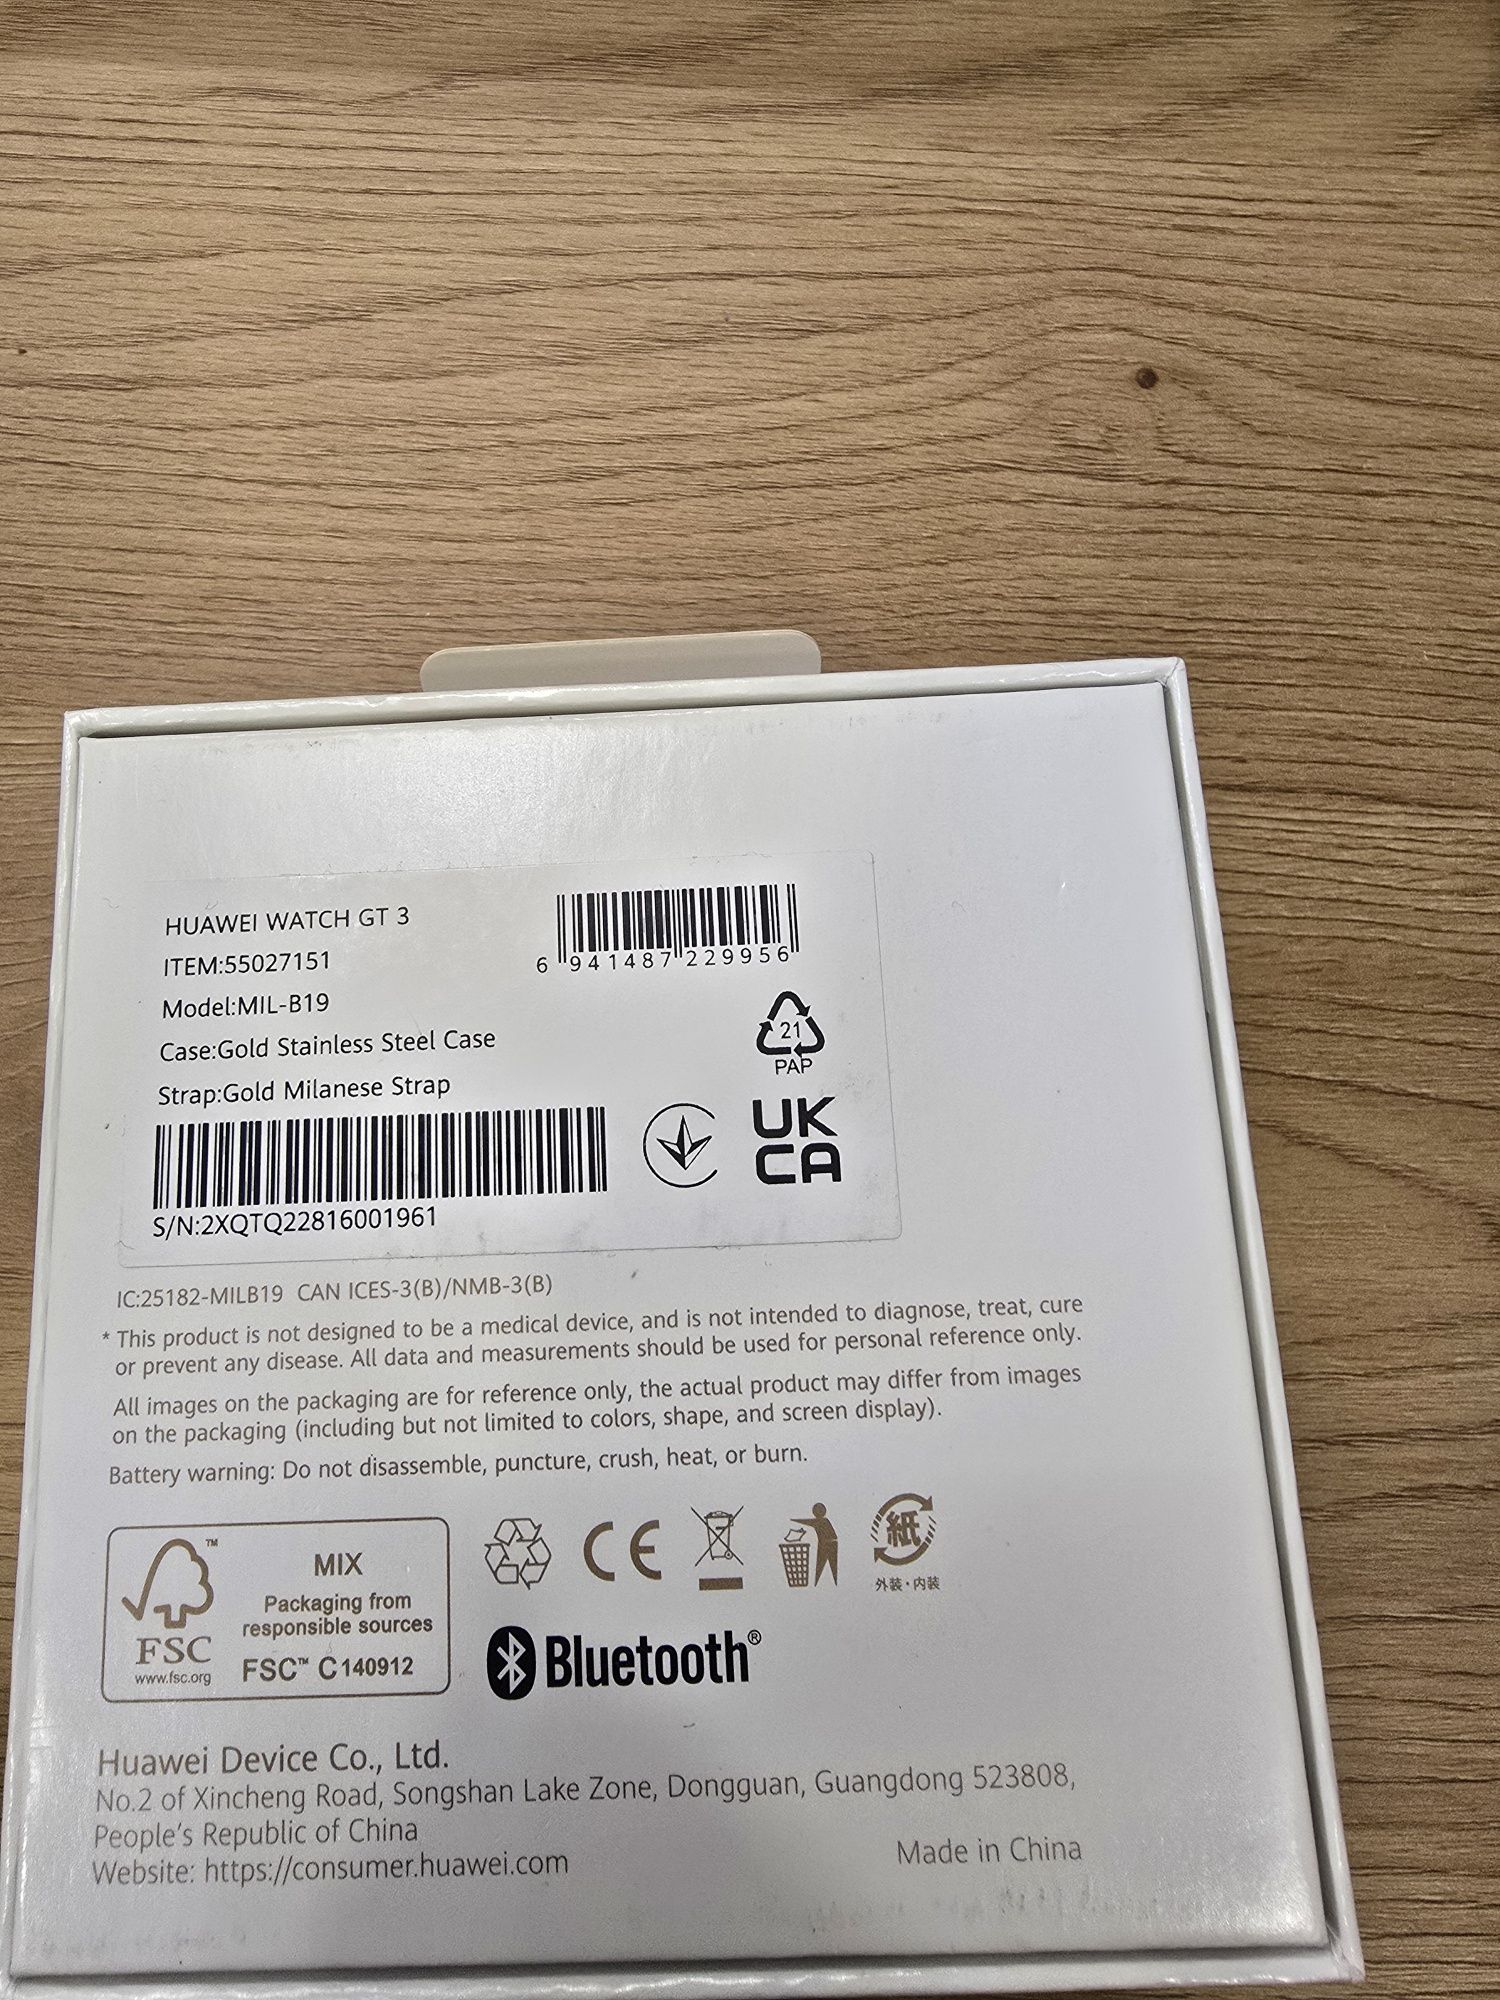 HUAWEI WATCH GT 3
ITEM:55027151
Model:MIL-B19
Case:Gold Stainless Steel Case
Strap:Gold Milanese Strap
6 941487 229956
21
PAP
UK
CA
S/N:2XQTQ22816001961
IC:25182-MILB19 CAN ICES-3(B)/NMB-3(B)
* This product is not designed to be a medical device, and is not intended to diagnose, treat, cure
or prevent any disease. All data and measurements should be used for personal reference only.
All images on the packaging are for reference only, the actual product may differ from images
on the packaging (including but not limited to colors, shape, and screen display).
Battery warning: Do not disassemble, puncture, crush, heat, or burn.
TM
FSC
www.fsc.org
MIX
Packaging from
responsible sources
FSC™ C140912
CE
紙
外装・内装
Bluetooth®
Huawei Device Co., Ltd.
No.2 of Xincheng Road, Songshan Lake Zone, Dongguan, Guangdong 523808,
People's Republic of China
Website: https://consumer.huawei.com
Made in China